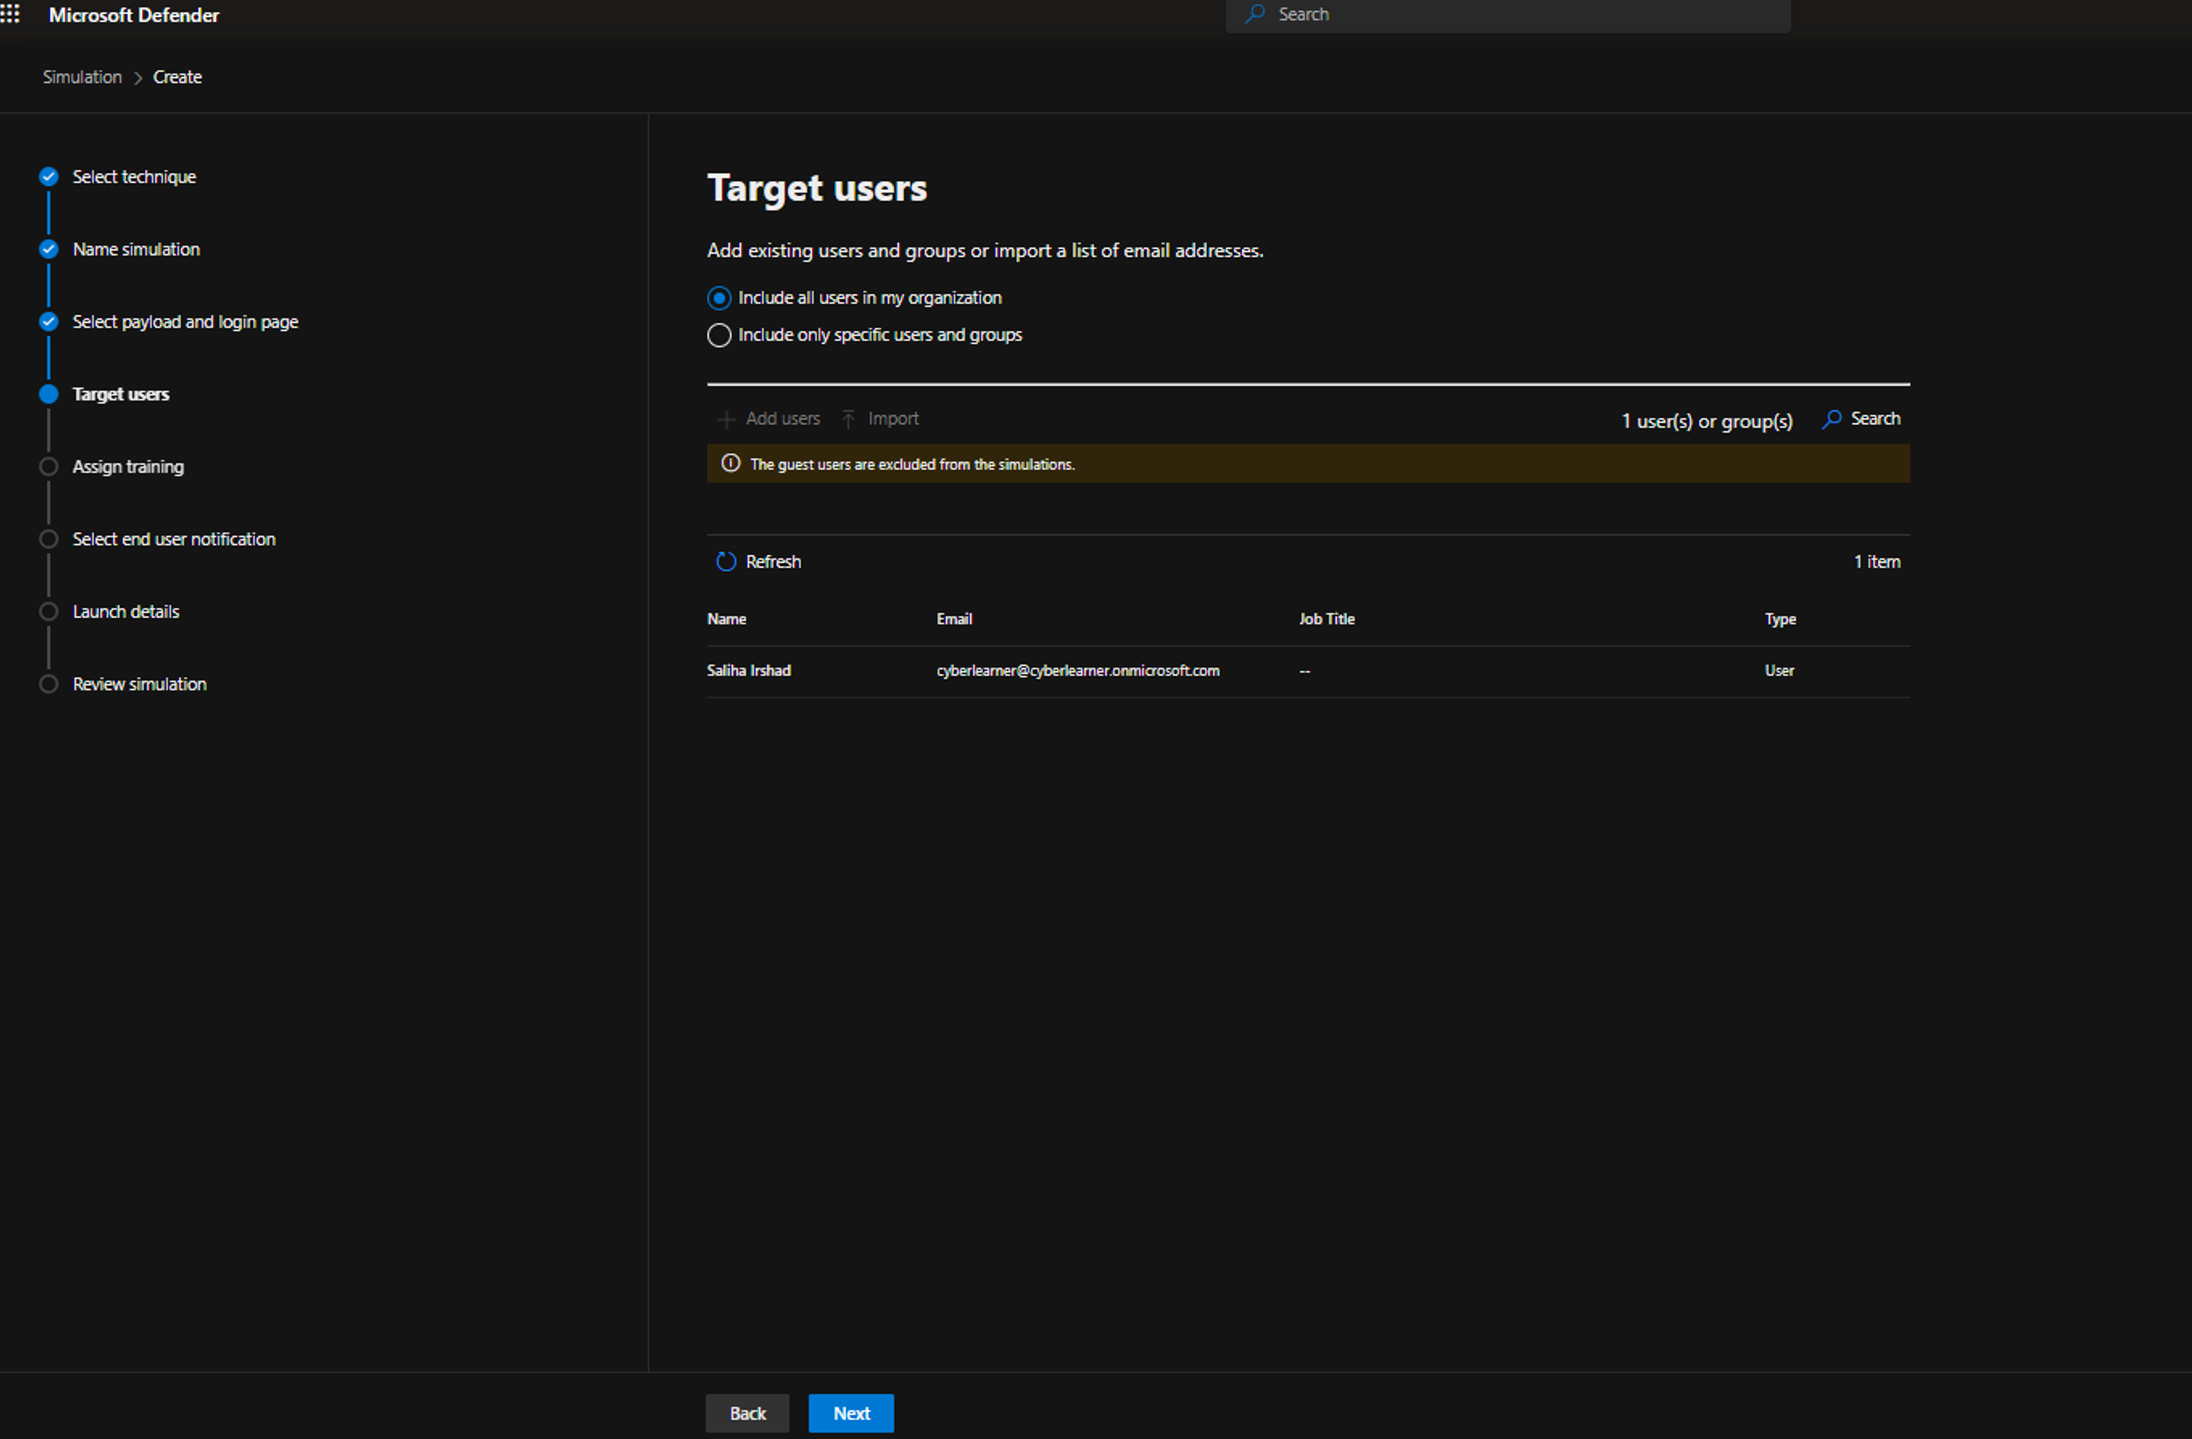 Microsoft Defender
Search
Simulation > Create
Select technique
Name simulation
Select payload and login page
Target users
Assign training
Select end user notification
Launch details
Review simulation
Target users
Add existing users and groups or import a list of email addresses.
Include all users in my organization
Include only specific users and groups
Add users Import 1 user(s) or group(s) Search
The guest users are excluded from the simulations.
Refresh 1 item
Name Email Job Title Type
Saliha Irshad cyberlearner@cyberlearner.onmicrosoft.com -- User
Back Next